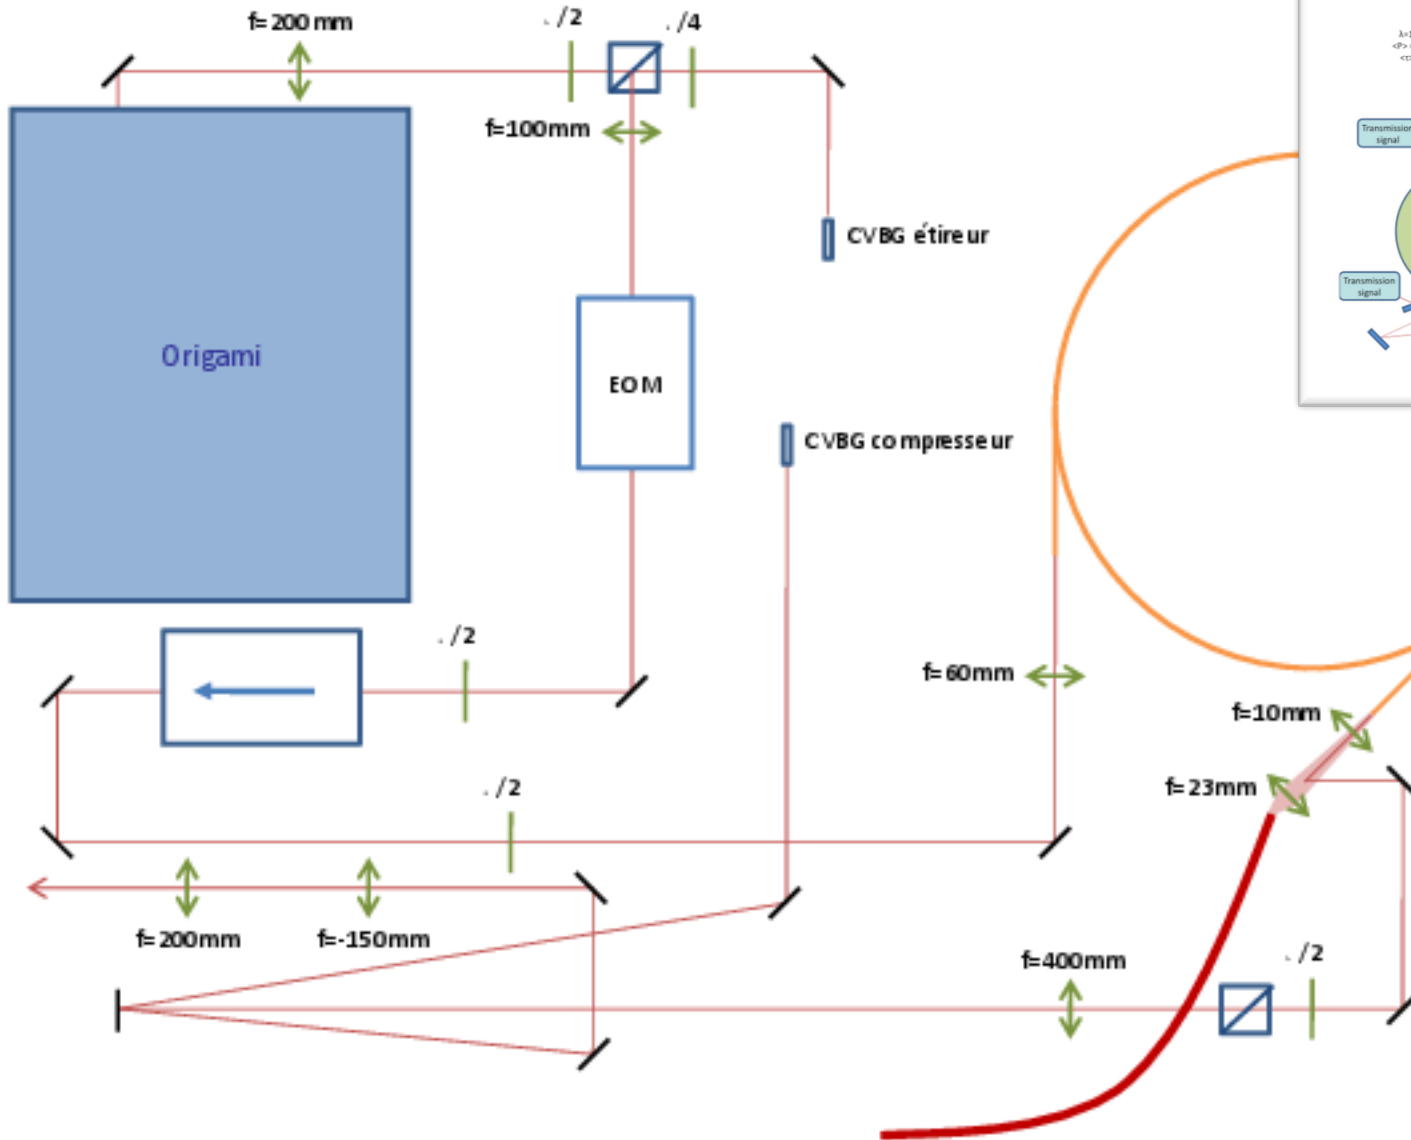 f=200 mm
/2
/4
f=100mm
CVBG étireur
Origami
EOM
CVBG compresseur
Transmission
signal
Transmission
signal
/2
f=60mm
f=10mm
f=23mm
/2
f=200mm
f=-150mm
f=400mm
/2